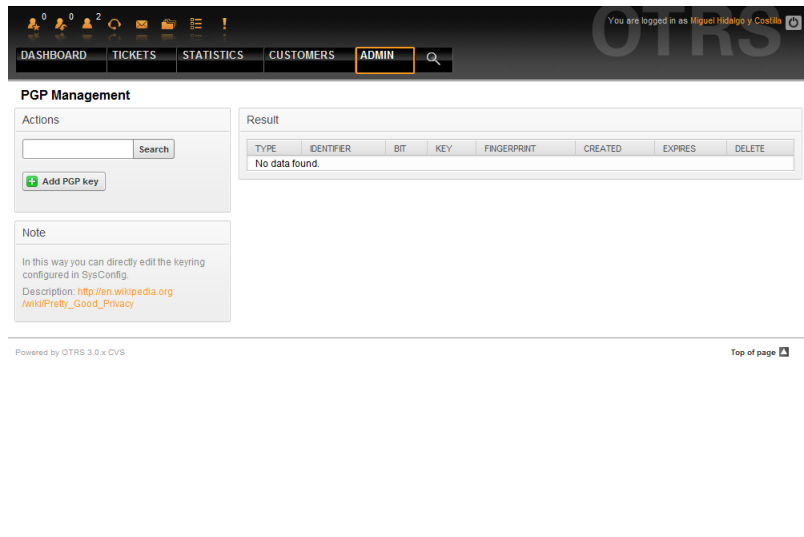 0 0 2
You are logged in as Miguel Hidalgo y Costilla
OTRS
DASHBOARD TICKETS STATISTICS CUSTOMERS ADMIN
PGP Management
Actions
Search
Add PGP key
Note
In this way you can directly edit the keyring
configured in SysConfig.
Description: http://en.wikipedia.org
/wiki/Pretty_Good_Privacy
Result
TYPE IDENTIFIER BIT KEY FINGERPRINT CREATED EXPIRES DELETE
No data found.
Powered by OTRS 3.0.x CVS
Top of page